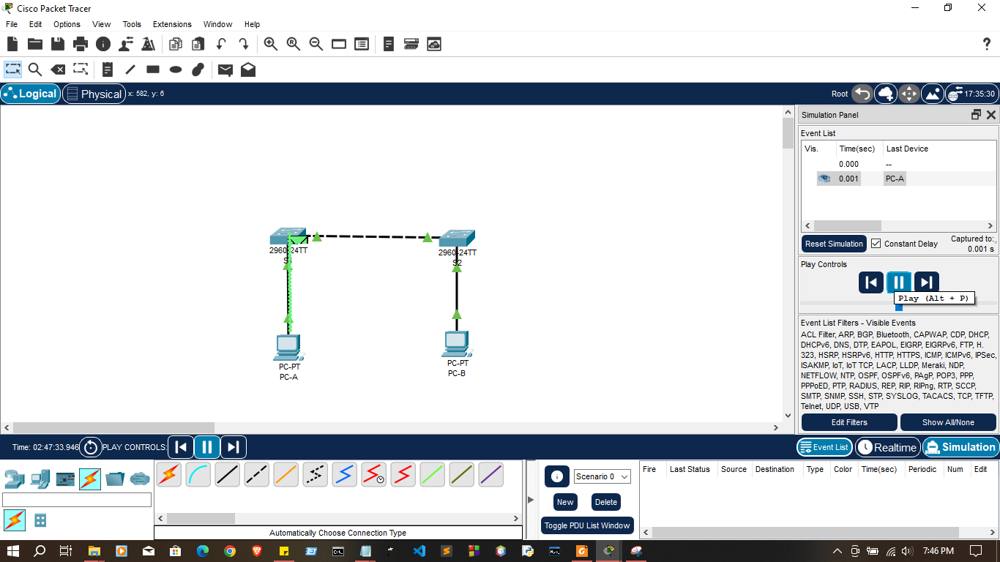 Cisco Packet Tracer
File Edit Options View Tools Extensions Window Help
Logical Physical x: 582, y: 6 Root 17:35:30
Simulation Panel
Event List
Vis. Time(sec) Last Device
0.000 --
0.001 PC-A
Reset Simulation Constant Delay Captured to:
0.001 s
Play Controls
Play (Alt + P)
Event List Filters - Visible Events
ACL Filter, ARP, BGP, Bluetooth, CAPWAP, CDP, DHCP,
DHCPv6, DNS, DTP, EAPOL, EIGRP, EIGRPv6, FTP, H.
323, HSRP, HSRPv6, HTTP, HTTPS, ICMP, ICMPv6, IPSec,
ISAKMP, IoT, IoT TCP, LACP, LLDP, Meraki, NDP,
NETFLOW, NTP, OSPF, OSPFv6, PAgP, POP3, PPP,
PPPoED, PTP, RADIUS, REP, RIP, RIPng, RTP, SCCP,
SMTP, SNMP, SSH, STP, SYSLOG, TACACS, TCP, TFTP,
Telnet, UDP, USB, VTP
Edit Filters Show All/None
2960-24TT
S1
2960-24TT
S2
PC-PT
PC-A
PC-PT
PC-B
Time: 02:47:33.946 PLAY CONTROLS: Event List Realtime Simulation
Automatically Choose Connection Type
Scenario 0
New Delete
Toggle PDU List Window
Fire Last Status Source Destination Type Color Time(sec) Periodic Num Edit
7:46 PM